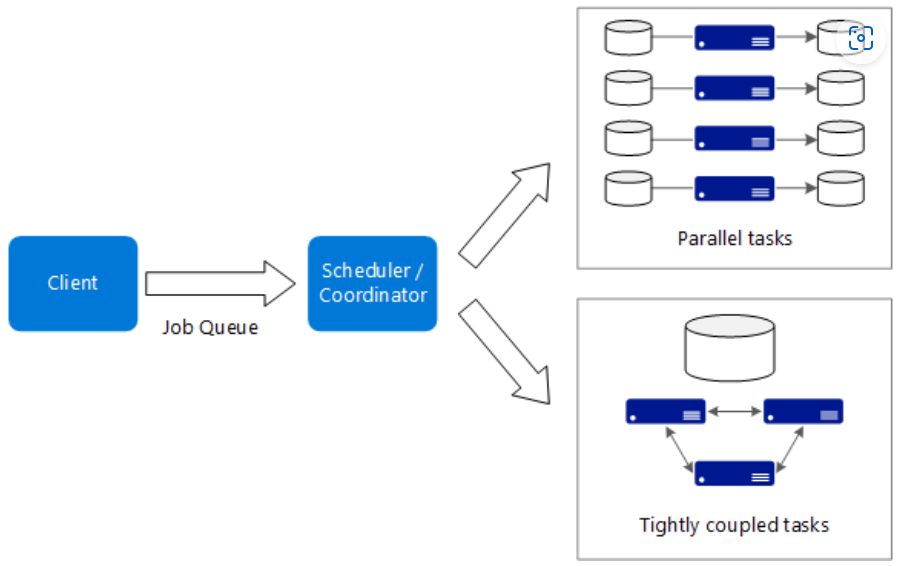 Client
Job Queue
Scheduler /
Coordinator
Parallel tasks
Tightly coupled tasks